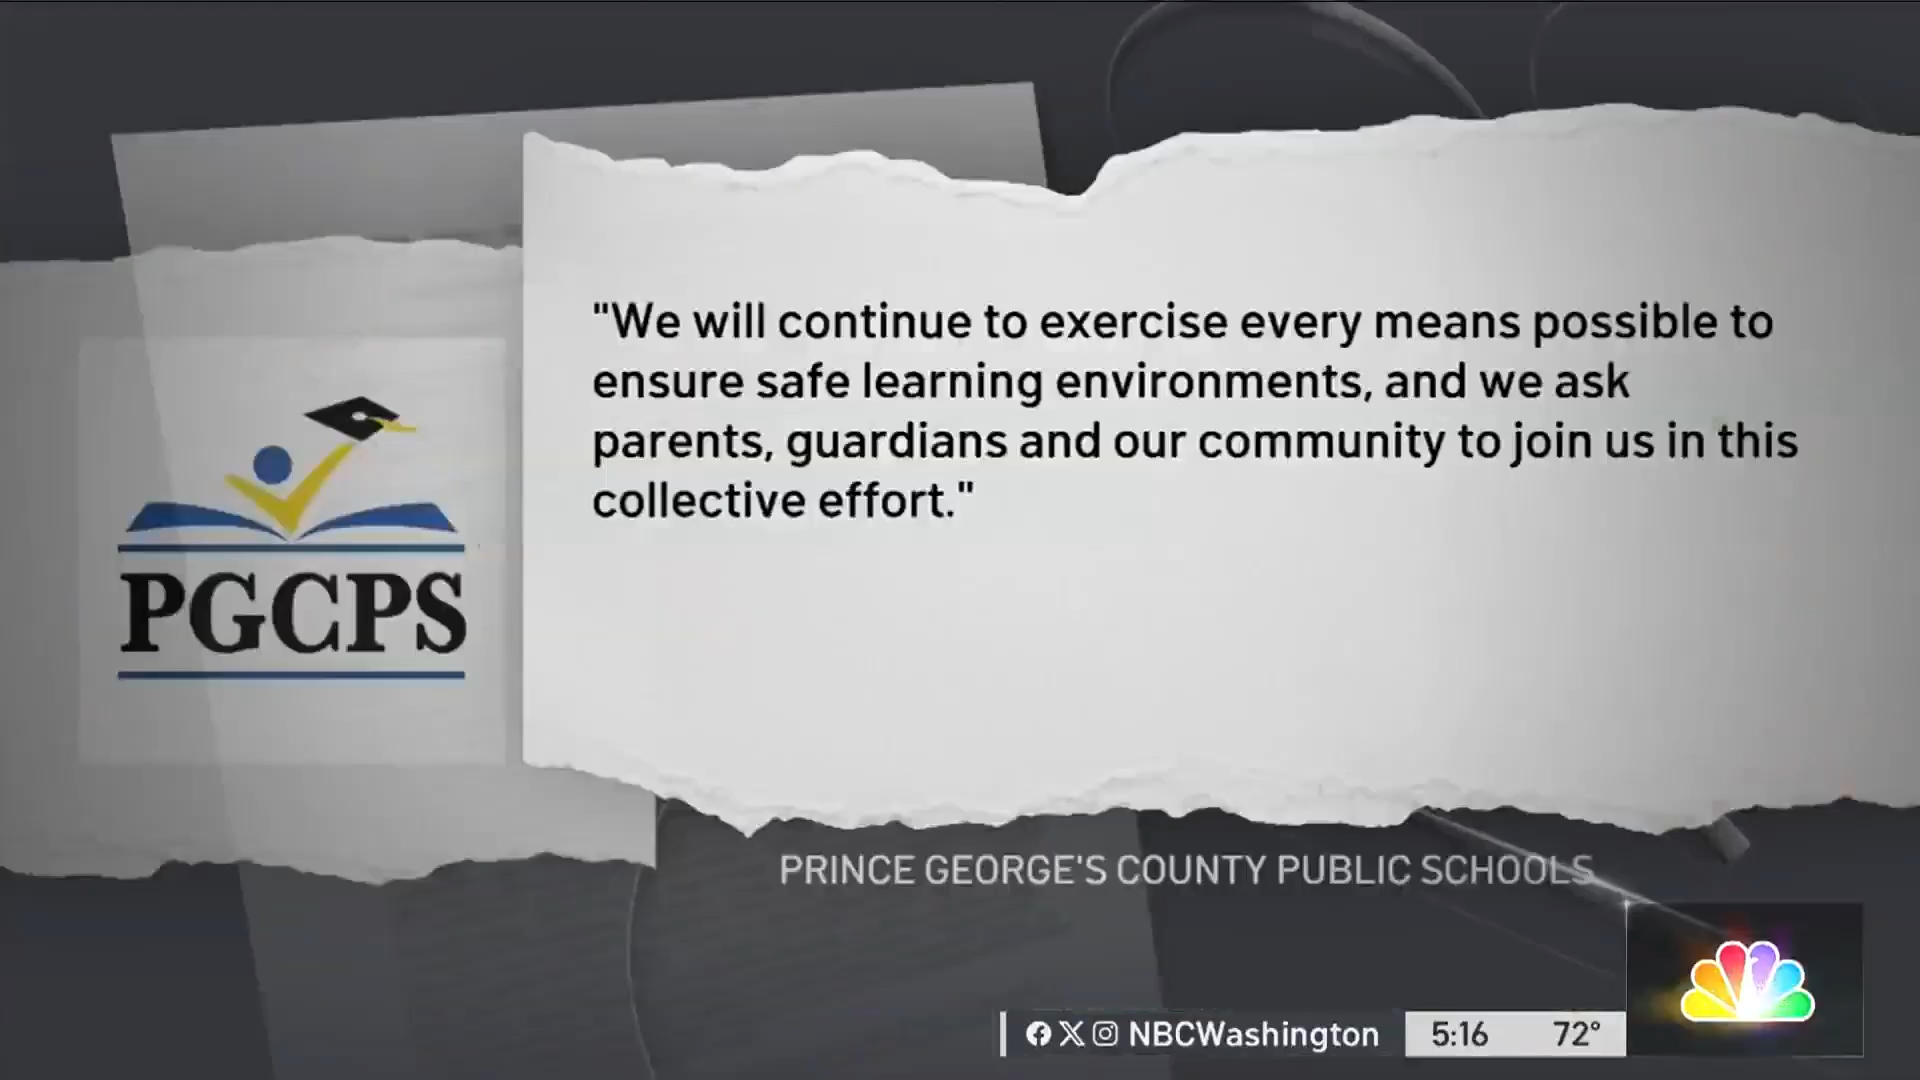 "We will continue to exercise every means possible to
ensure safe learning environments, and we ask
parents, guardians and our community to join us in this
collective effort."
PGCPS
PRINCE GEORGE'S COUNTY PUBLIC SCHOOLS
NBCWashington
5:16 72°